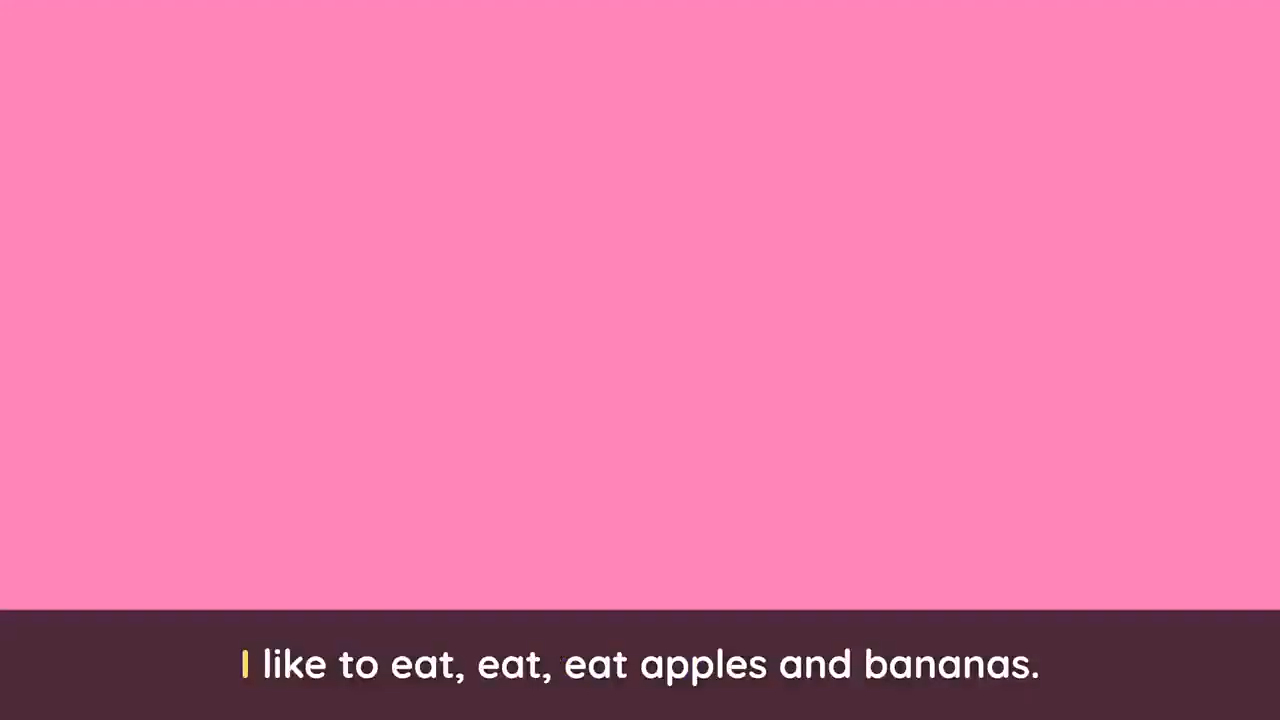 I like to eat, eat, eat apples and bananas.